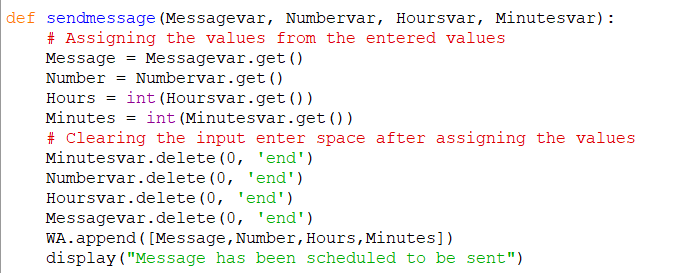 def sendmessage(Messagevar, Numbervar, Hoursvar, Minutesvar):
    # Assigning the values from the entered values
    Message = Messagevar.get()
    Number = Numbervar.get()
    Hours = int(Hoursvar.get())
    Minutes = int(Minutesvar.get())
    # Clearing the input enter space after assigning the values
    Minutesvar.delete(0, 'end')
    Numbervar.delete(0, 'end')
    Hoursvar.delete(0, 'end')
    Messagevar.delete(0, 'end')
    WA.append([Message,Number,Hours,Minutes])
    display("Message has been scheduled to be sent")